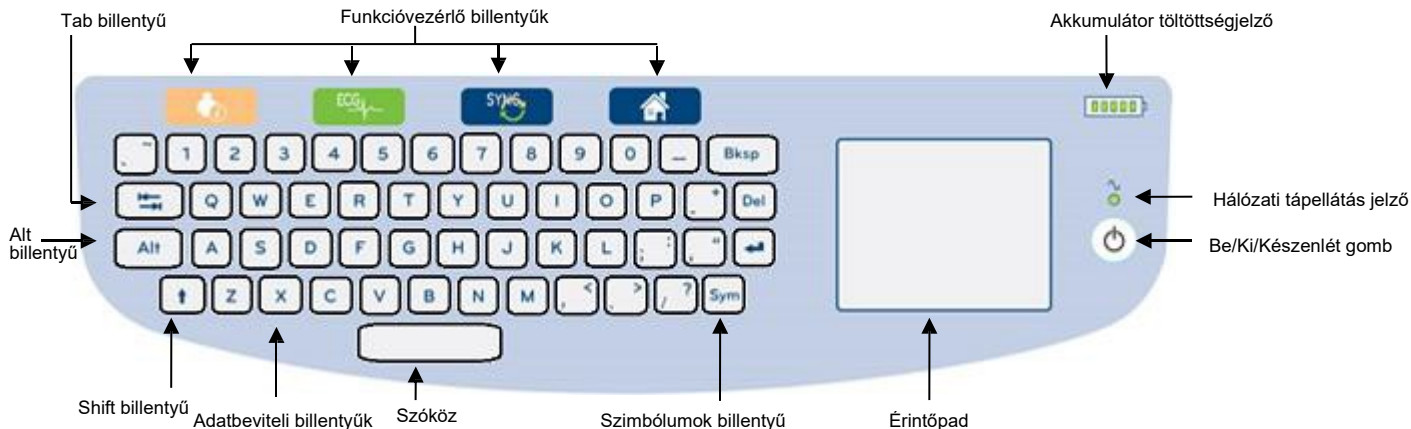 Tab billentyű
Funkcióvezérlő billentyűk
Akkumulátor töltöttségjelző
ECG
SYNC
~
.
1
2
3
4
5
6
7
8
9
0
_
Bksp
Q
W
E
R
T
Y
U
I
O
P
+
.
Del
Hálózati tápellátás jelző
Alt
billentyű
Alt
A
S
D
F
G
H
J
K
L
:
;
"
,
Be/Ki/Készenlét gomb
Z
X
C
V
B
N
M
<
,
>
.
?
/
Sym
Shift billentyű
Adatbeviteli billentyűk
Szóköz
Szimbólumok billentyű
Érintőpad